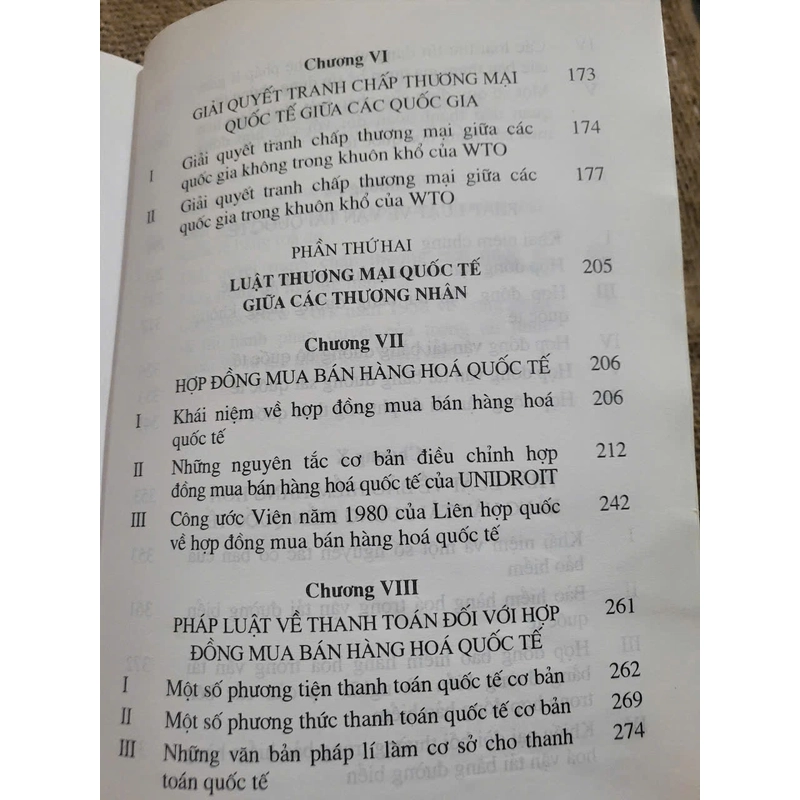 Chương VI
GIẢI QUYẾT TRANH CHẤP THƯƠNG MẠI 173
QUỐC TẾ GIỮA CÁC QUỐC GIA
I Giải quyết tranh chấp thương mại giữa các 174
quốc gia không trong khuôn khổ của WTO
II Giải quyết tranh chấp thương mại giữa các 177
quốc gia trong khuôn khổ của WTO
PHẦN THỨ HAI
LUẬT THƯƠNG MẠI QUỐC TẾ 205
GIỮA CÁC THƯƠNG NHÂN
Chương VII
HỢP ĐỒNG MUA BÁN HÀNG HOÁ QUỐC TẾ 206
I Khái niệm về hợp đồng mua bán hàng hoá 206
quốc tế
II Những nguyên tắc cơ bản điều chỉnh hợp 212
đồng mua bán hàng hoá quốc tế của UNIDROIT
III Công ước Viên năm 1980 của Liên hợp quốc 242
về hợp đồng mua bán hàng hoá quốc tế
Chương VIII
PHÁP LUẬT VỀ THANH TOÁN ĐỐI VỚI HỢP 261
ĐỒNG MUA BÁN HÀNG HOÁ QUỐC TẾ
I Một số phương tiện thanh toán quốc tế cơ bản 262
II Một số phương thức thanh toán quốc tế cơ bản 269
III Những văn bản pháp lí làm cơ sở cho thanh 274
toán quốc tế